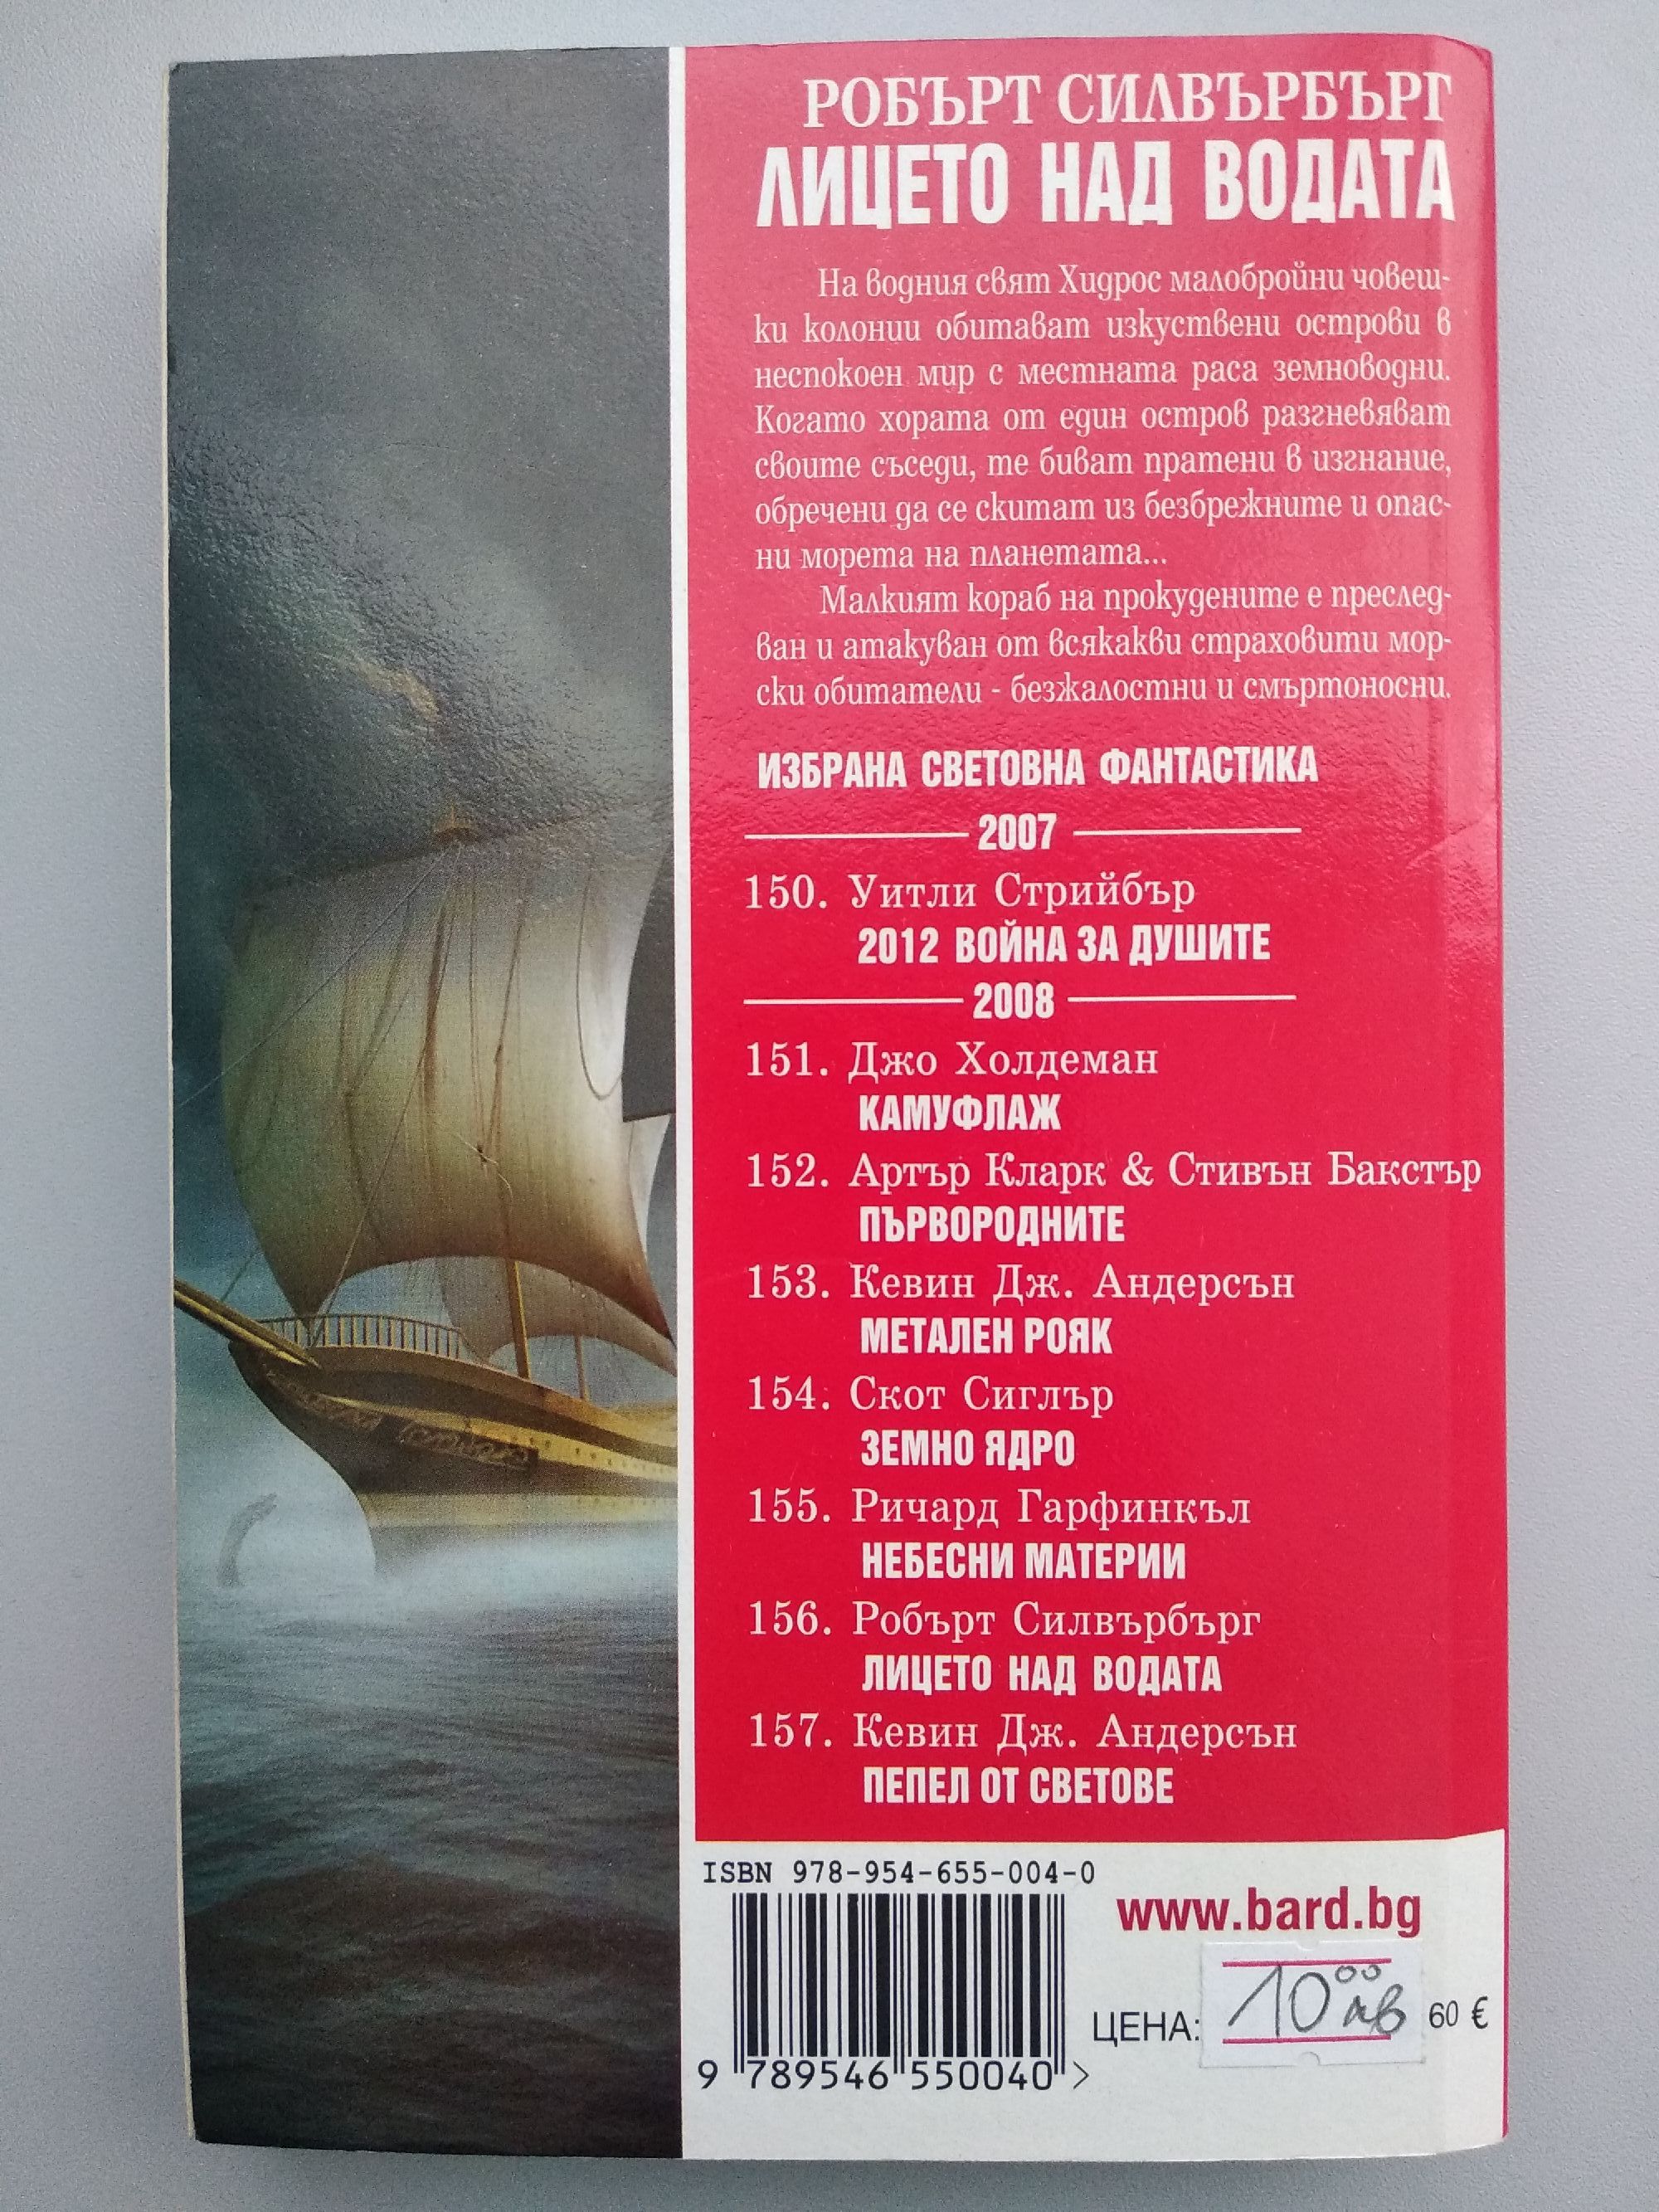 РОБЪРТ СИЛВЪРБЪРГ
ЛИЦЕТО НАД ВОДАТА
На водния свят Хидрос малобройни човеш-
ки колонии обитават изкуствени острови в
неспокоен мир с местната раса земноводни.
Когато хората от един остров разгневяват
своите съседи, те биват пратени в изгнание,
обречени да се скитат из безбрежните и опас-
ни морета на планетата...
Малкият кораб на прокудените е преслед-
ван и атакуван от всякакви страховити мор-
ски обитатели - безжалостни и смъртоносни.
ИЗБРАНА СВЕТОВНА ФАНТАСТИКА
2007
150. Уитли Стрийбър
2012 ВОЙНА ЗА ДУШИТЕ
2008
151. Джо Холдеман
КАМУФЛАЖ
152. Артър Кларк & Стивън Бакстър
ПЪРВОРОДНИТЕ
153. Кевин Дж. Андерсън
МЕТАЛЕН РОЯК
154. Скот Сиглър
ЗЕМНО ЯДРО
155. Ричард Гарфинкъл
НЕБЕСНИ МАТЕРИИ
156. Робърт Силвърбърг
ЛИЦЕТО НАД ВОДАТА
157. Кевин Дж. Андерсън
ПЕПЕЛ ОТ СВЕТОВЕ
ISBN 978-954-655-004-0
www.bard.bg
ЦЕНА: 10⁰⁰ лв 60 €
9 789546 550040 >